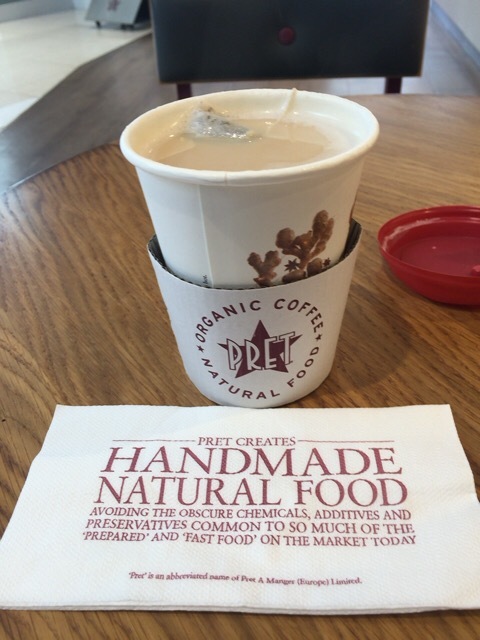 ORGANIC COFFEE
PRET
NATURAL FOOD
PRET CREATES
HANDMADE
NATURAL FOOD
AVOIDING THE OBSCURE CHEMICALS, ADDITIVES AND
PRESERVATIVES COMMON TO SO MUCH OF THE
'PREPARED' AND 'FAST FOOD' ON THE MARKET TODAY
'Pret' is an abbreviated name of Pret A Manger (Europe) Limited.